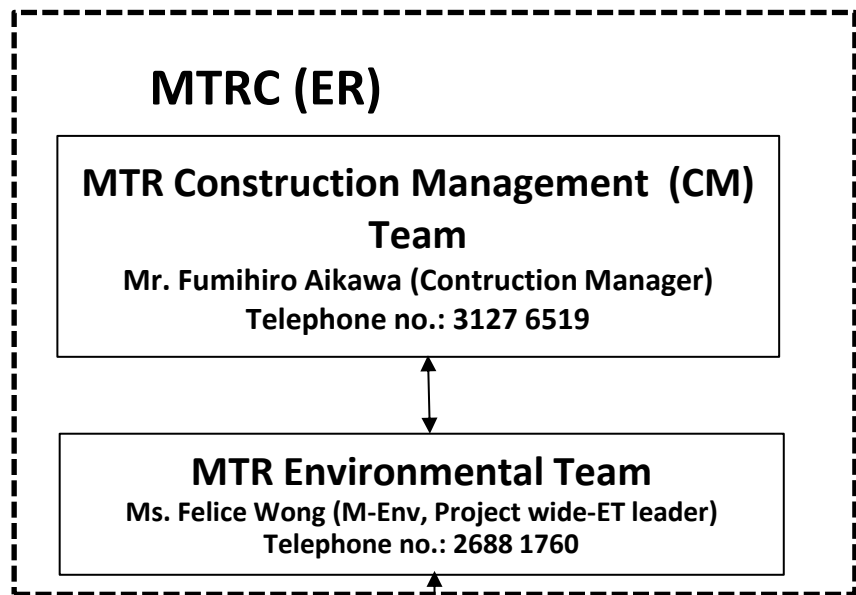 MTRC (ER)
MTR Construction Management (CM)
Team
Mr. Fumihiro Aikawa (Contruction Manager)
Telephone no.: 3127 6519
MTR Environmental Team
Ms. Felice Wong (M-Env, Project wide-ET leader)
Telephone no.: 2688 1760